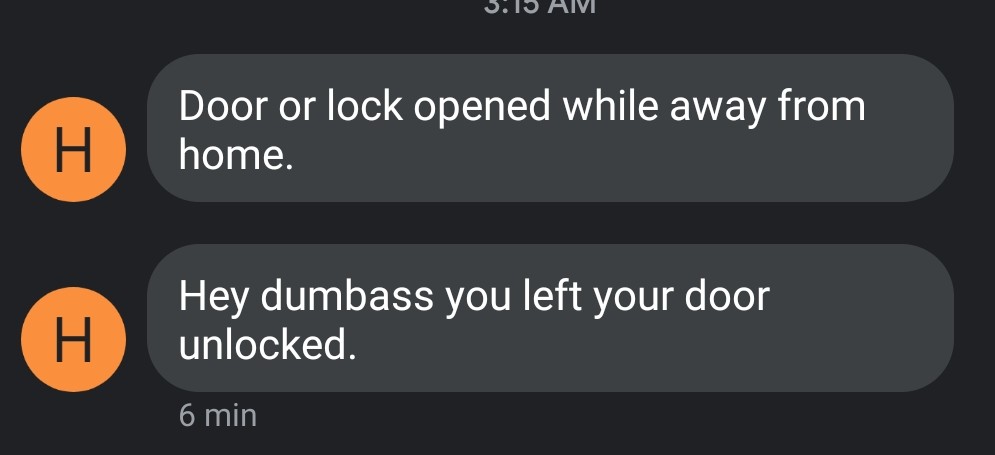 3:15 AM
Door or lock opened while away from
home.
H
Hey dumbass you left your door
unlocked.
H
6 min